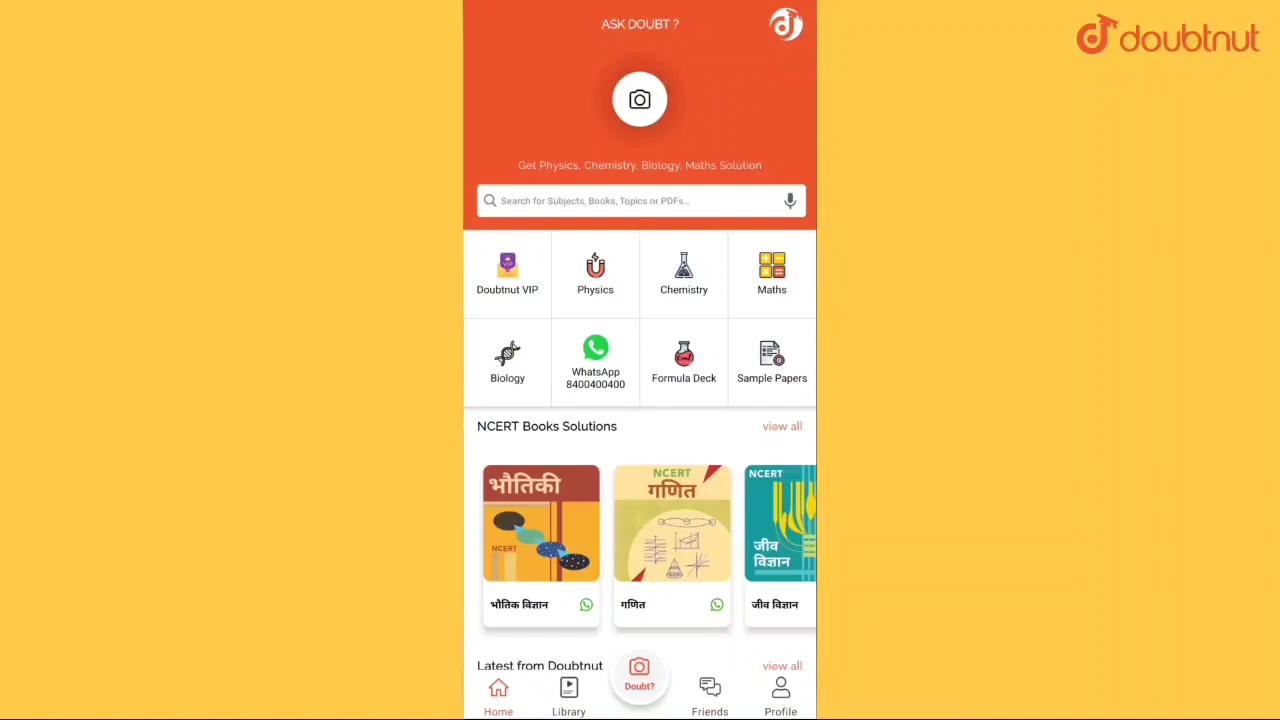 ASK DOUBT ?
doubtnut
Get Physics, Chemistry, Biology, Maths Solution
Search for Subjects, Books, Topics or PDFs...
Doubtnut VIP
Physics
Chemistry
Maths
Biology
WhatsApp
8400400400
Formula Deck
Sample Papers
NCERT Books Solutions
view all
भौतिकी
NCERT
भौतिक विज्ञान
NCERT
गणित
गणित
NCERT
जीव
विज्ञान
जीव विज्ञान
Latest from Doubtnut
view all
Home
Library
Doubt?
Friends
Profile